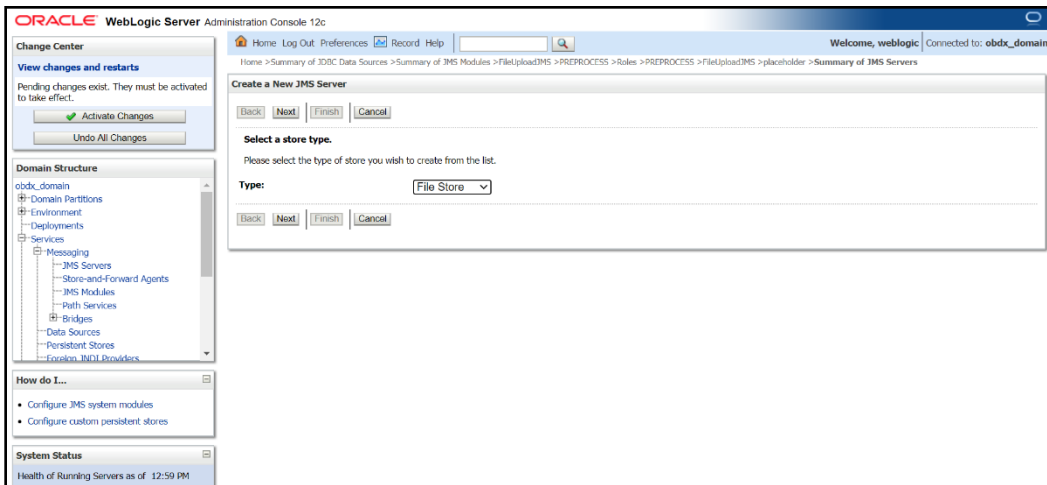 ORACLE WebLogic Server Administration Console 12c
Change Center
View changes and restarts
Pending changes exist. They must be activated
to take effect.
Activate Changes
Undo All Changes
Domain Structure
obdx_domain
Domain Partitions
Environment
Deployments
Services
Messaging
JMS Servers
Store-and-Forward Agents
JMS Modules
Path Services
Bridges
Data Sources
Persistent Stores
Foreign JNDI Providers
How do I...
Configure JMS system modules
Configure custom persistent stores
System Status
Health of Running Servers as of 12:59 PM
Home Log Out Preferences Record Help
Welcome, weblogic Connected to: obdx_domain
Home >Summary of JDBC Data Sources >Summary of JMS Modules >FileUploadJMS >PREPROCESS >Roles >PREPROCESS >FileUploadJMS >placeholder >Summary of JMS Servers
Create a New JMS Server
Back Next Finish Cancel
Select a store type.
Please select the type of store you wish to create from the list.
Type: File Store
Back Next Finish Cancel